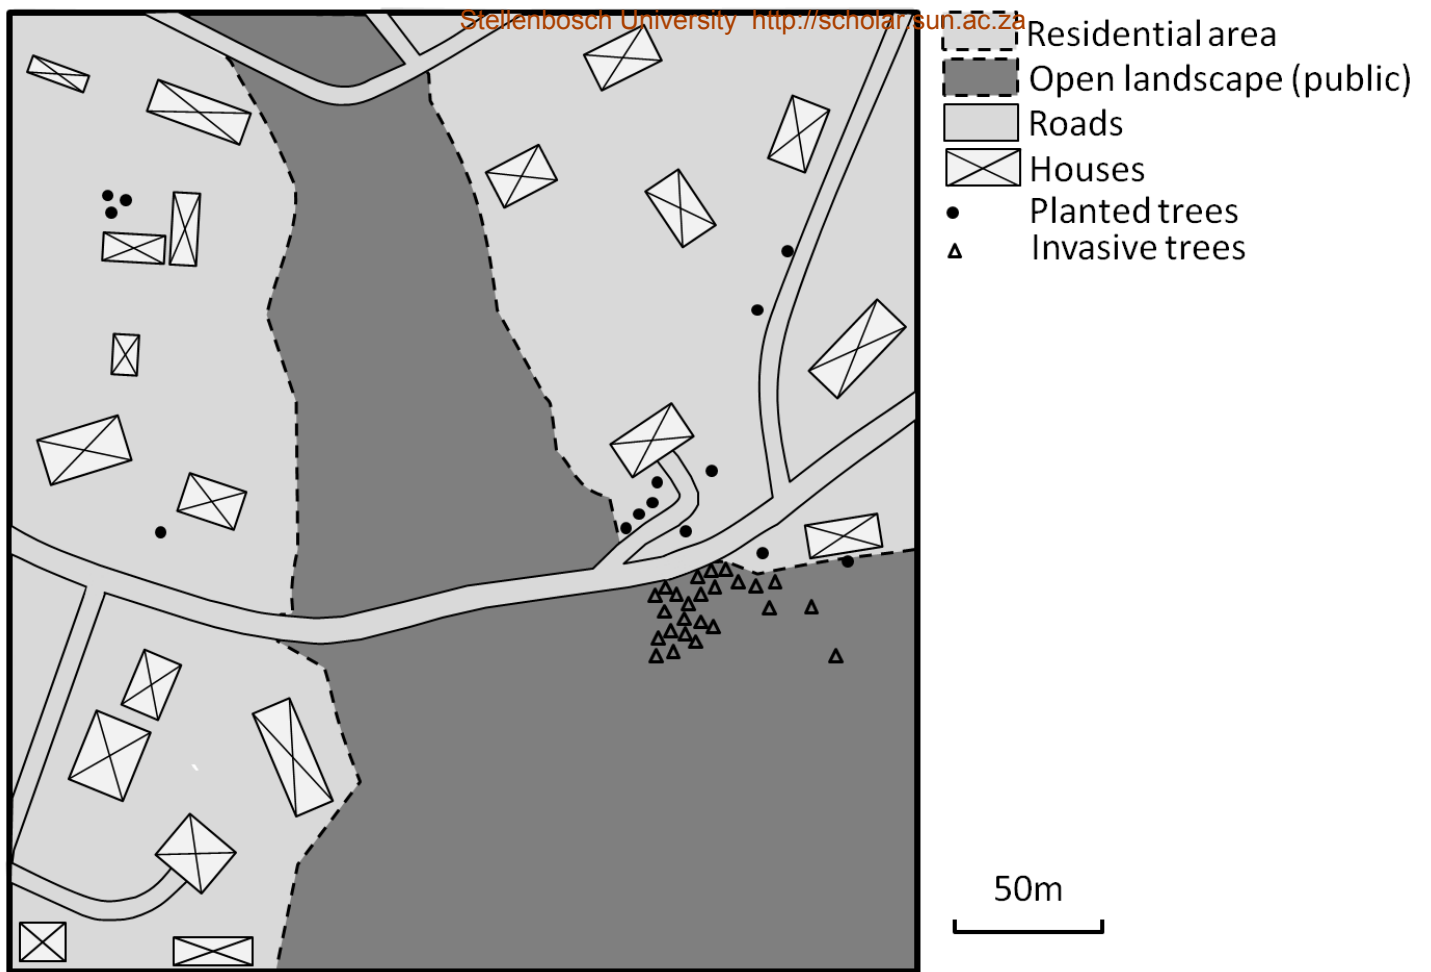 Stellenbosch University http://scholar.sun.ac.za
Residential area
Open landscape (public)
Roads
Houses
Planted trees
Invasive trees
50m